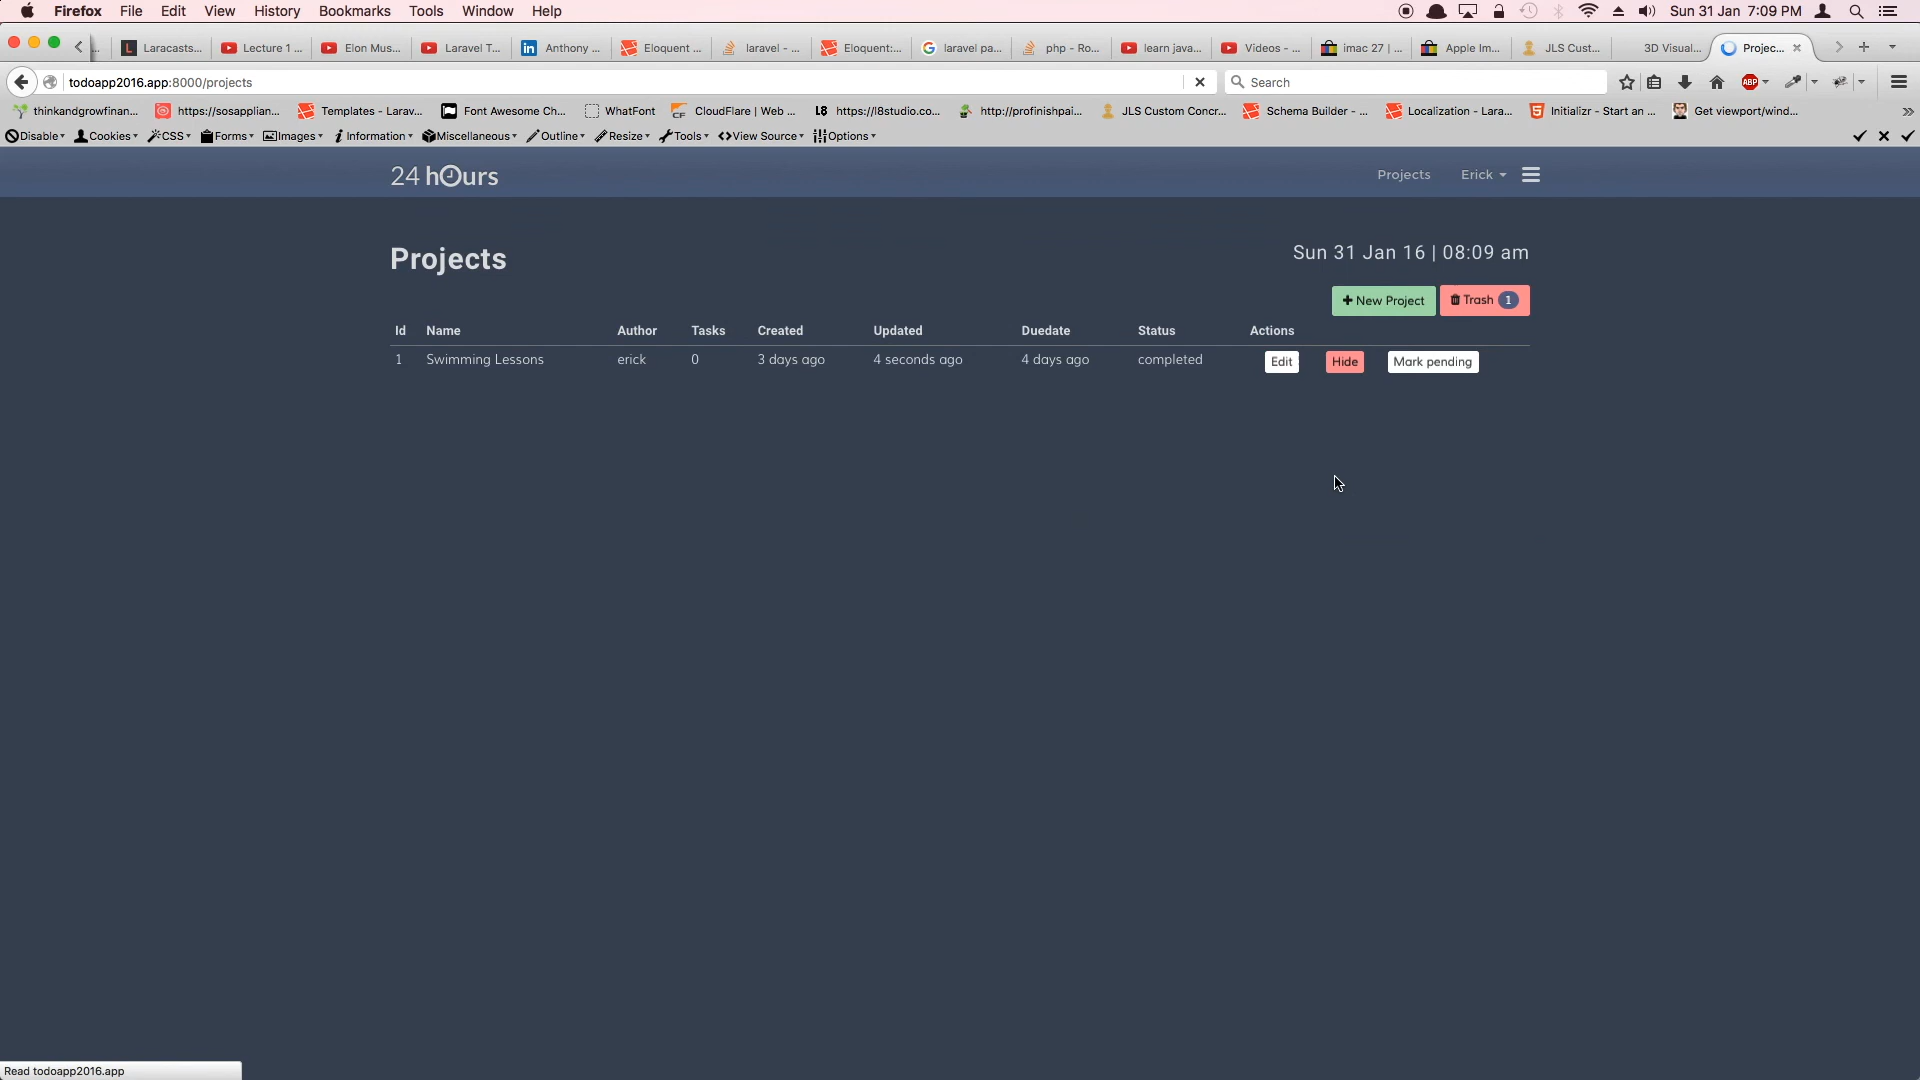 Firefox File Edit View History Bookmarks Tools Window Help Sun 31 Jan 7:09 PM
... L Laracasts... Lecture 1 ... Elon Mus... Laravel T... in Anthony ... Eloquent ... laravel - ... Eloquent:... G laravel pa... php - Ro... learn java... Videos - ... imac 27 | ... Apple Im... JLS Cust... 3D Visual... Projec...
todoapp2016.app:8000/projects Search ABP
thinkandgrowfinan... https://sosapplian... Templates - Larav... Font Awesome Ch... WhatFont CF CloudFlare | Web ... L8 https://l8studio.co... http://profinishpai... JLS Custom Concr... Schema Builder - ... Localization - Lara... 5 Initializr - Start an ... Get viewport/wind...
Disable Cookies CSS Forms Images Information Miscellaneous Outline Resize Tools View Source Options
24 hours Projects Erick
Projects Sun 31 Jan 16 | 08:09 am
New Project Trash 1
Id Name Author Tasks Created Updated Duedate Status Actions
1 Swimming Lessons erick 0 3 days ago 4 seconds ago 4 days ago completed Edit Hide Mark pending
Read todoapp2016.app